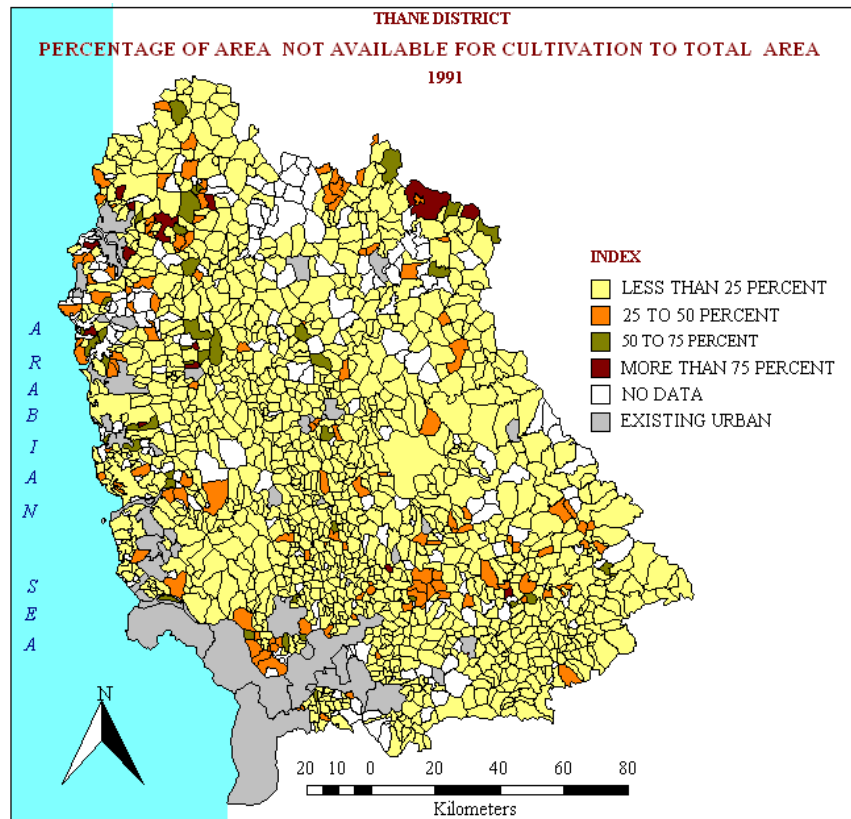 THANE DISTRICT
PERCENTAGE OF AREA NOT AVAILABLE FOR CULTIVATION TO TOTAL AREA
1991
INDEX
LESS THAN 25 PERCENT
25 TO 50 PERCENT
50 TO 75 PERCENT
MORE THAN 75 PERCENT
NO DATA
EXISTING URBAN
ARABIAN SEA
N
20 10 0 20 40 60 80
Kilometers